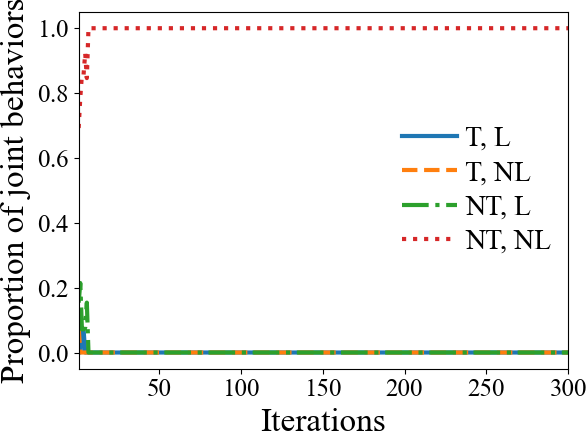 Proportion of joint behaviors
1.0
0.8
0.6
0.4
0.2
0.0
T, L
T, NL
NT, L
NT, NL
50 100 150 200 250 300
Iterations